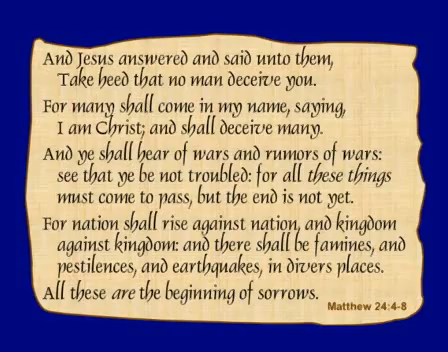 And Jesus answered and said unto them,
Take heed that no man deceive you.
For many shall come in my name, saying,
I am Christ; and shall deceive many.
And ye shall hear of wars and rumors of wars:
see that ye be not troubled: for all these things
must come to pass, but the end is not yet.
For nation shall rise against nation, and kingdom
against kingdom: and there shall be famines, and
pestilences, and earthquakes, in divers places.
All these are the beginning of sorrows.
Matthew 24:4-8